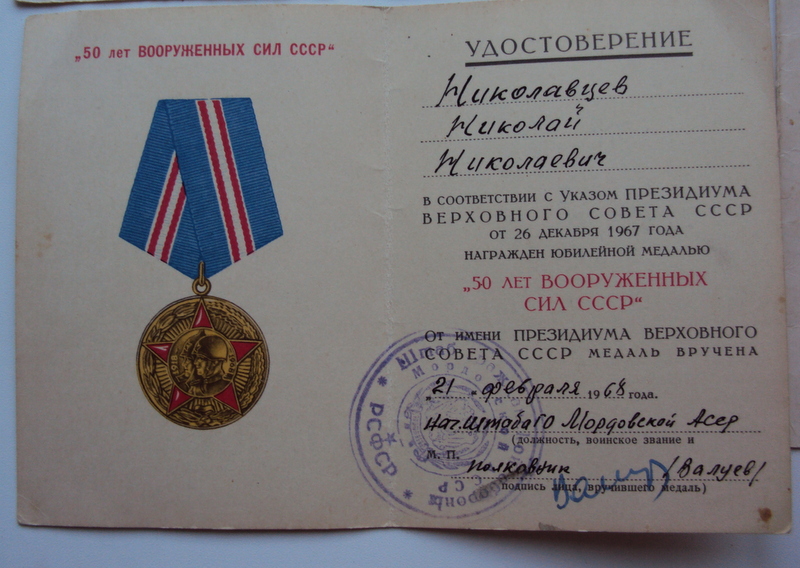 „50 лет ВООРУЖЕННЫХ СИЛ СССР“
УДОСТОВЕРЕНИЕ
Николавцев
Николай
Николаевич
В СООТВЕТСТВИИ С УКАЗОМ ПРЕЗИДИУМА
ВЕРХОВНОГО СОВЕТА СССР
ОТ 26 ДЕКАБРЯ 1967 ГОДА
НАГРАЖДЕН ЮБИЛЕЙНОЙ МЕДАЛЬЮ
„50 ЛЕТ ВООРУЖЕННЫХ
СИЛ СССР“
ОТ ИМЕНИ ПРЕЗИДИУМА ВЕРХОВНОГО
СОВЕТА СССР МЕДАЛЬ ВРУЧЕНА
„21“ февраля 1968 года.
Нач. Штаба ГО Мордовской Асср
(должность, воинское звание и
М. П.
полковник /Валуев/
подпись лица, вручившего медаль)
Штаб
РСФСР